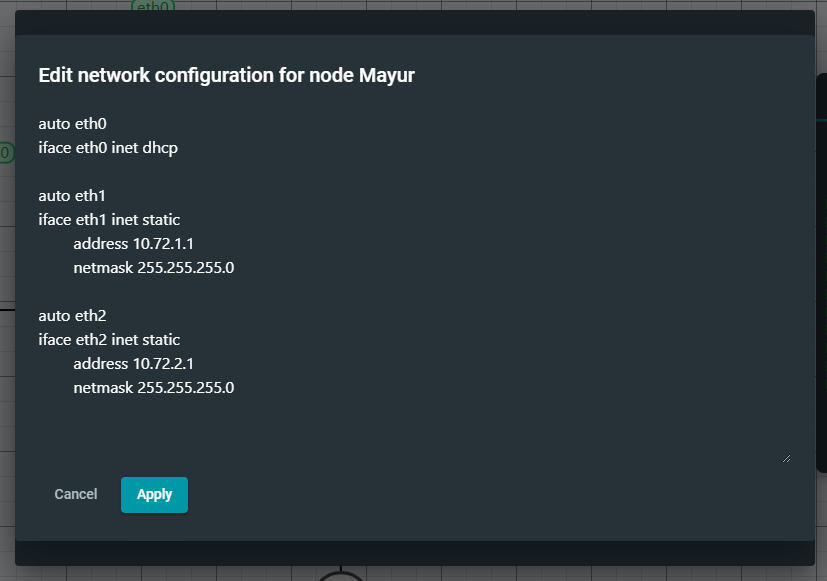 eth0
Edit network configuration for node Mayur
auto eth0
iface eth0 inet dhcp
0
auto eth1
iface eth1 inet static
address 10.72.1.1
netmask 255.255.255.0
auto eth2
iface eth2 inet static
address 10.72.2.1
netmask 255.255.255.0
Cancel
Apply